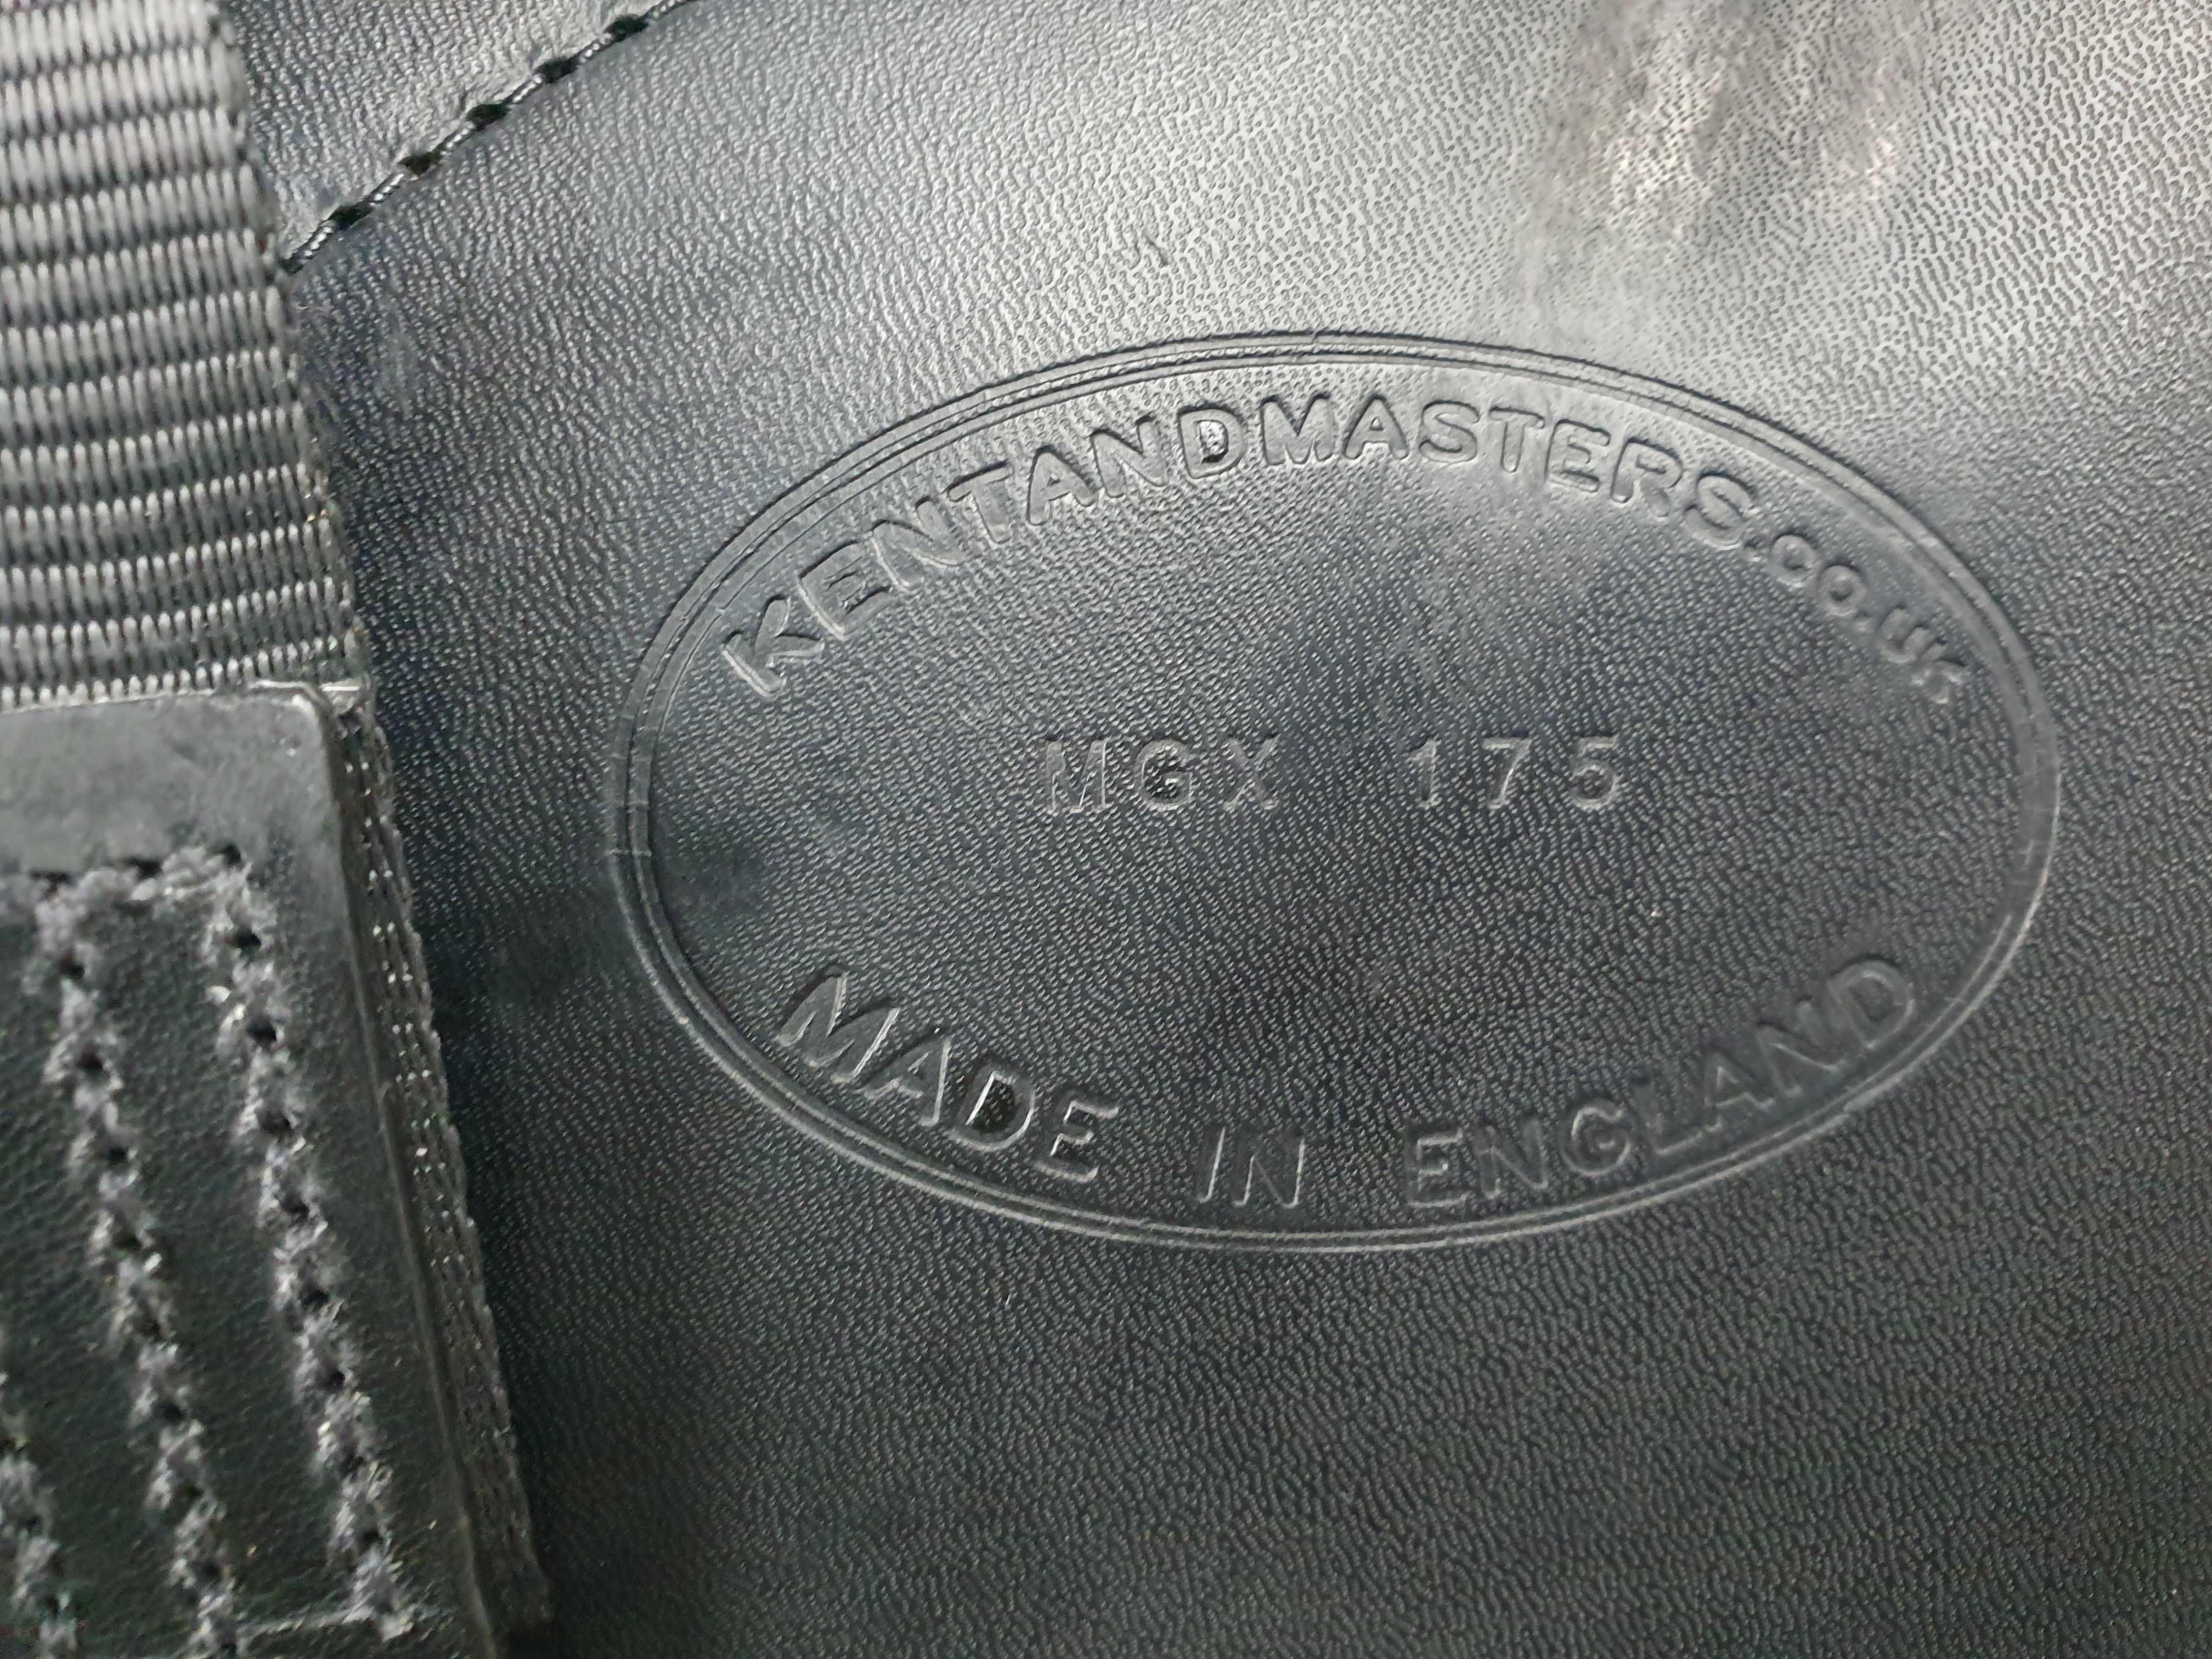 KENTANDMASTERS.CO.UK
MGX 175
MADE IN ENGLAND